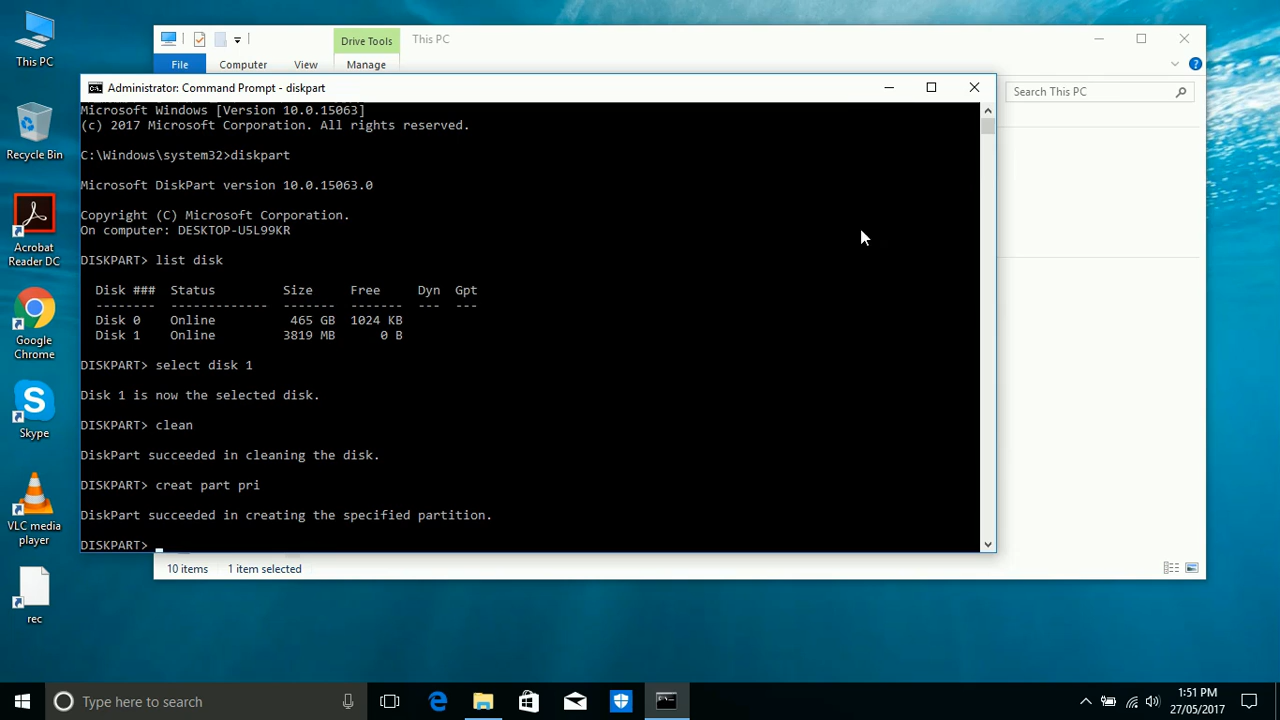 This PC
Recycle Bin
Acrobat
Reader DC
Google
Chrome
Skype
VLC media
player
rec
Drive Tools
This PC
File
Computer
View
Manage
Search This PC
Administrator: Command Prompt - diskpart
Microsoft Windows [Version 10.0.15063]
(c) 2017 Microsoft Corporation. All rights reserved.
C:\Windows\system32>diskpart
Microsoft DiskPart version 10.0.15063.0
Copyright (C) Microsoft Corporation.
On computer: DESKTOP-U5L99KR
DISKPART> list disk
Disk ### Status Size Free Dyn Gpt
-------- ------------- ------- ------- --- ---
Disk 0 Online 465 GB 1024 KB
Disk 1 Online 3819 MB 0 B
DISKPART> select disk 1
Disk 1 is now the selected disk.
DISKPART> clean
DiskPart succeeded in cleaning the disk.
DISKPART> creat part pri
DiskPart succeeded in creating the specified partition.
DISKPART>
10 items 1 item selected
Type here to search
1:51 PM
27/05/2017